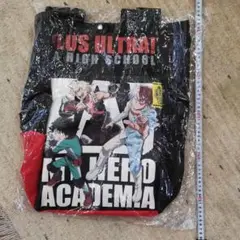 LUS ULTRA!
HIGH SCHOOL
MY HERO
ACADEMIA